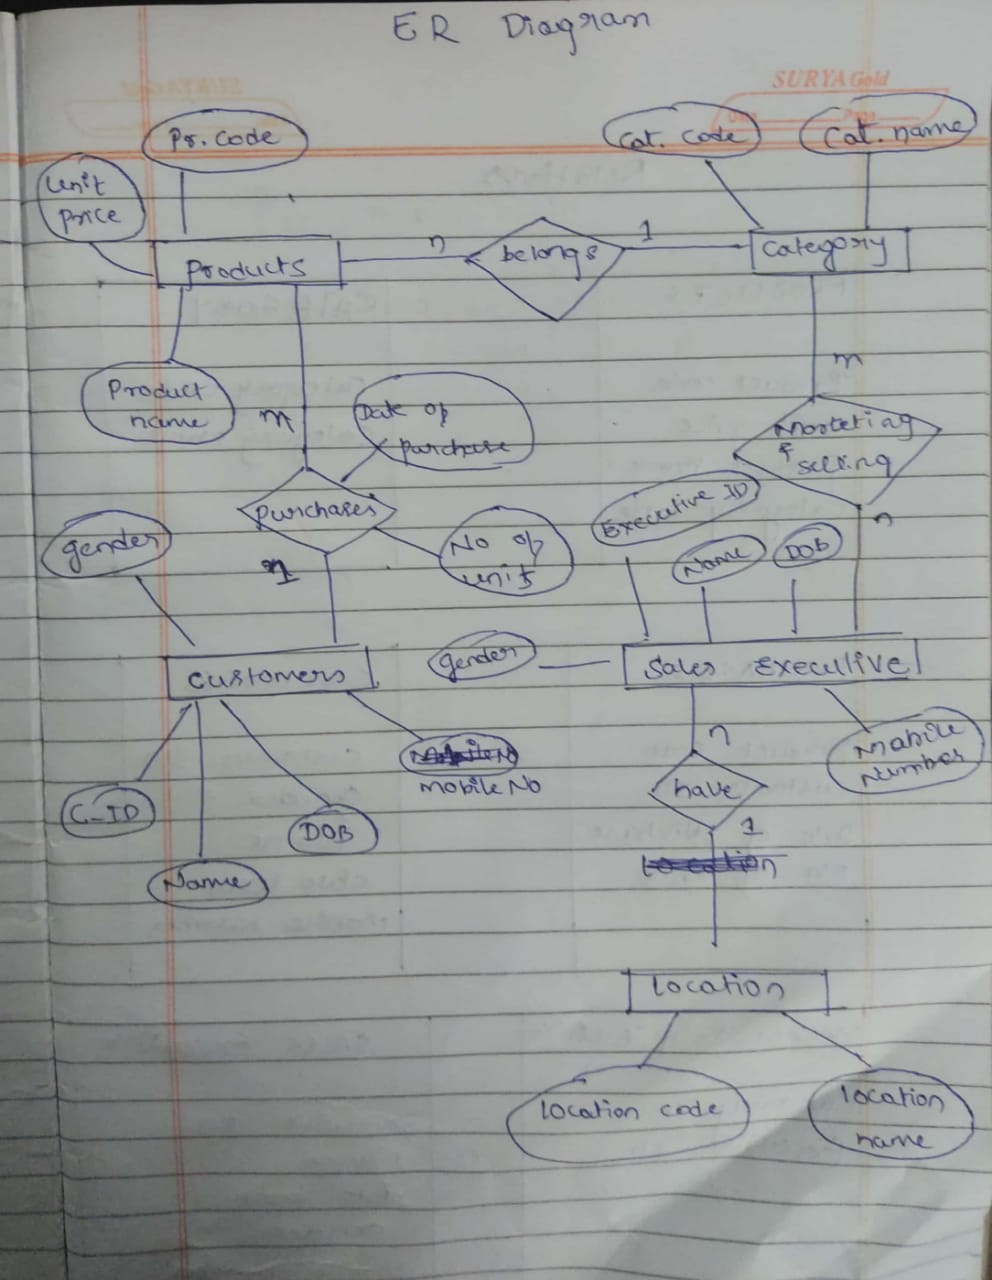 ER Diagram
SURYA Gold
Pr. code
Cat. code
Cat. name
Unit
Price
n
1
belongs
Category
Products
m
Product
name
m
Date of
purchase
Marketing
& selling
Executive ID
Purchases
n
gender
No of
units
Name
DOB
n
gender
Sales Executive
Customers
n
Mobile
Number
mobile No
have
C-ID
DOB
1
Name
Location
Location code
Location
name